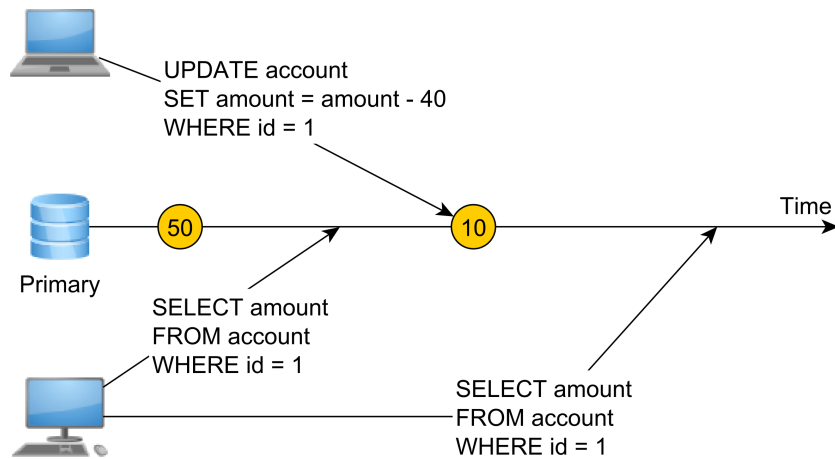 UPDATE account
SET amount = amount - 40
WHERE id = 1
Time
50
10
Primary
SELECT amount
FROM account
WHERE id = 1
SELECT amount
FROM account
WHERE id = 1